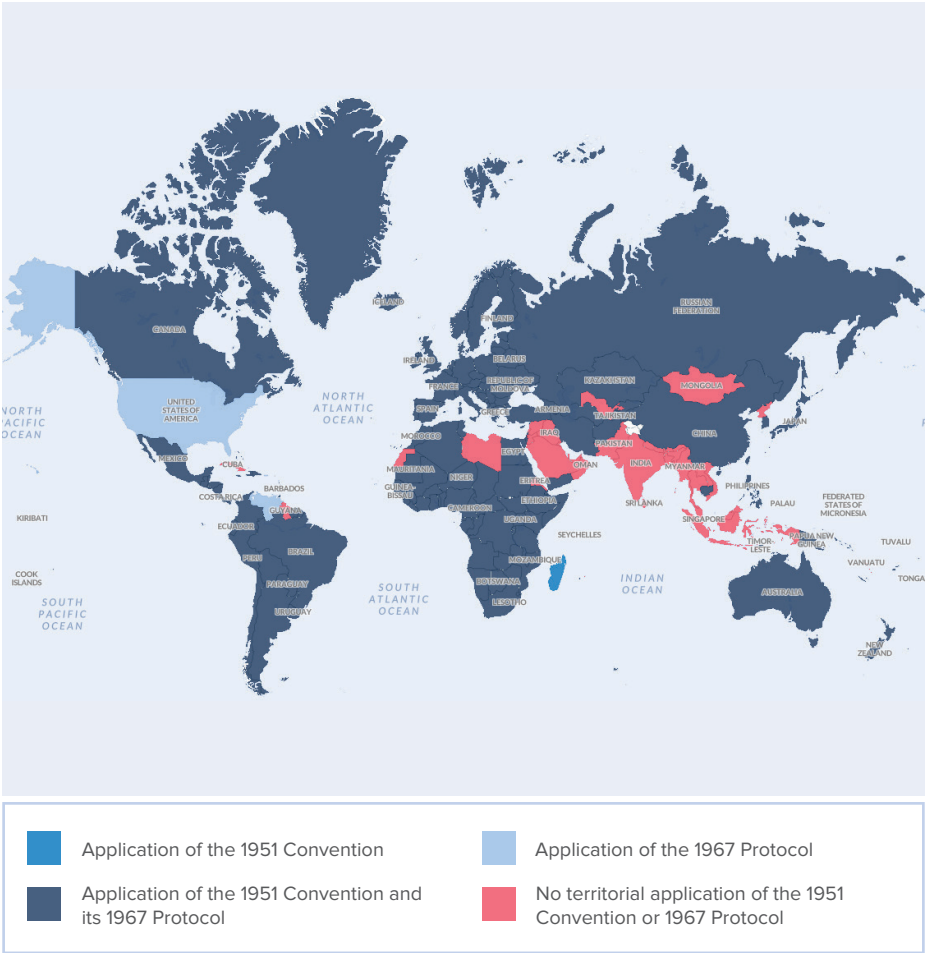 ICELAND
RUSSIAN
FEDERATION
CANADA
FINLAND
IRELAND
BELARUS
FRANCE
REPUBLIC OF
MOLDOVA
KAZAKHSTAN
MONGOLIA
UNITED
STATES OF
AMERICA
NORTH
ATLANTIC
OCEAN
NORTH
PACIFIC
OCEAN
SPAIN
GREECE
ARMENIA
TAJIKISTAN
CHINA
JAPAN
MOROCCO
IRAQ
PAKISTAN
MEXICO
CUBA
MAURITANIA
EGYPT
OMAN
INDIA
MYANMAR
NIGER
ERITREA
BARBADOS
COSTA RICA
GUINEA-
BISSAU
PHILIPPINES
GUYANA
CAMEROON
ETHIOPIA
SRI LANKA
PALAU
FEDERATED
STATES OF
MICRONESIA
KIRIBATI
ECUADOR
UGANDA
SINGAPORE
SEYCHELLES
TIMOR-
LESTE
PAPUA NEW
GUINEA
TUVALU
PERU
BRAZIL
MOZAMBIQUE
VANUATU
COOK
ISLANDS
PARAGUAY
BOTSWANA
INDIAN
OCEAN
AUSTRALIA
TONGA
SOUTH
PACIFIC
OCEAN
URUGUAY
SOUTH
ATLANTIC
OCEAN
LESOTHO
NEW
ZEALAND
Application of the 1951 Convention
Application of the 1967 Protocol
Application of the 1951 Convention and
its 1967 Protocol
No territorial application of the 1951
Convention or 1967 Protocol